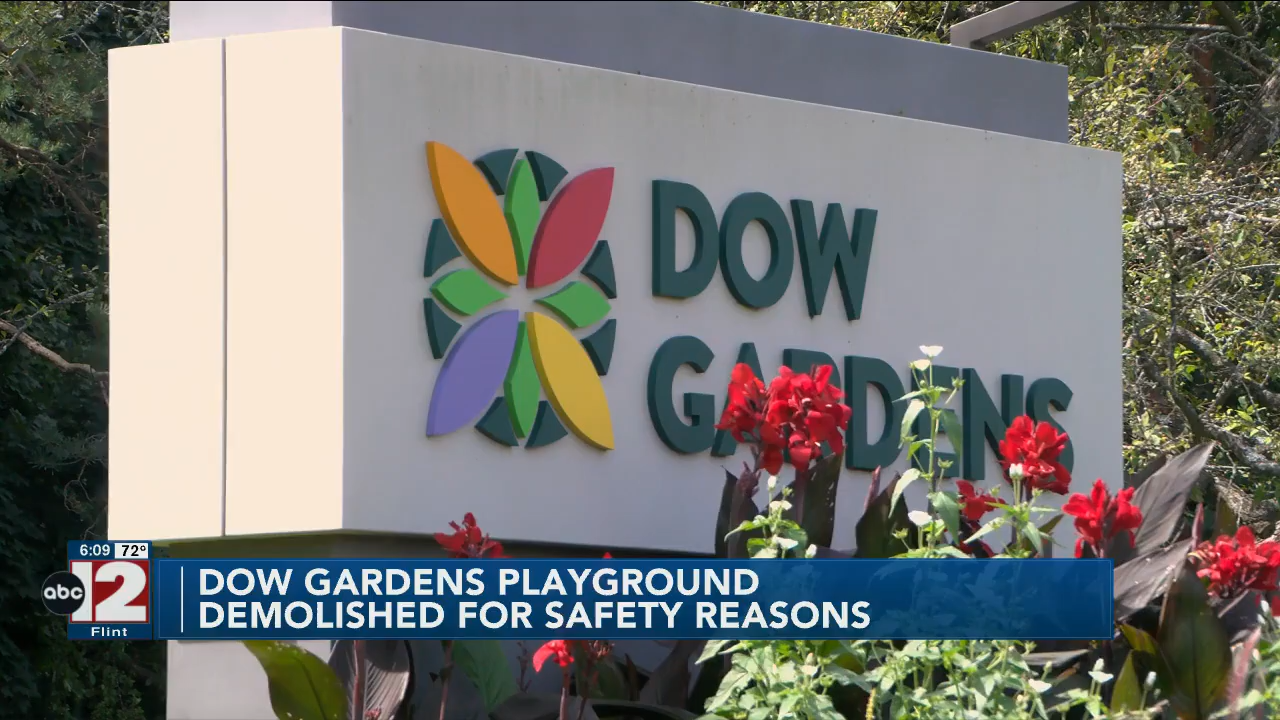 DOW
GARDENS
6:09 72°
abc 12
Flint
DOW GARDENS PLAYGROUND
DEMOLISHED FOR SAFETY REASONS